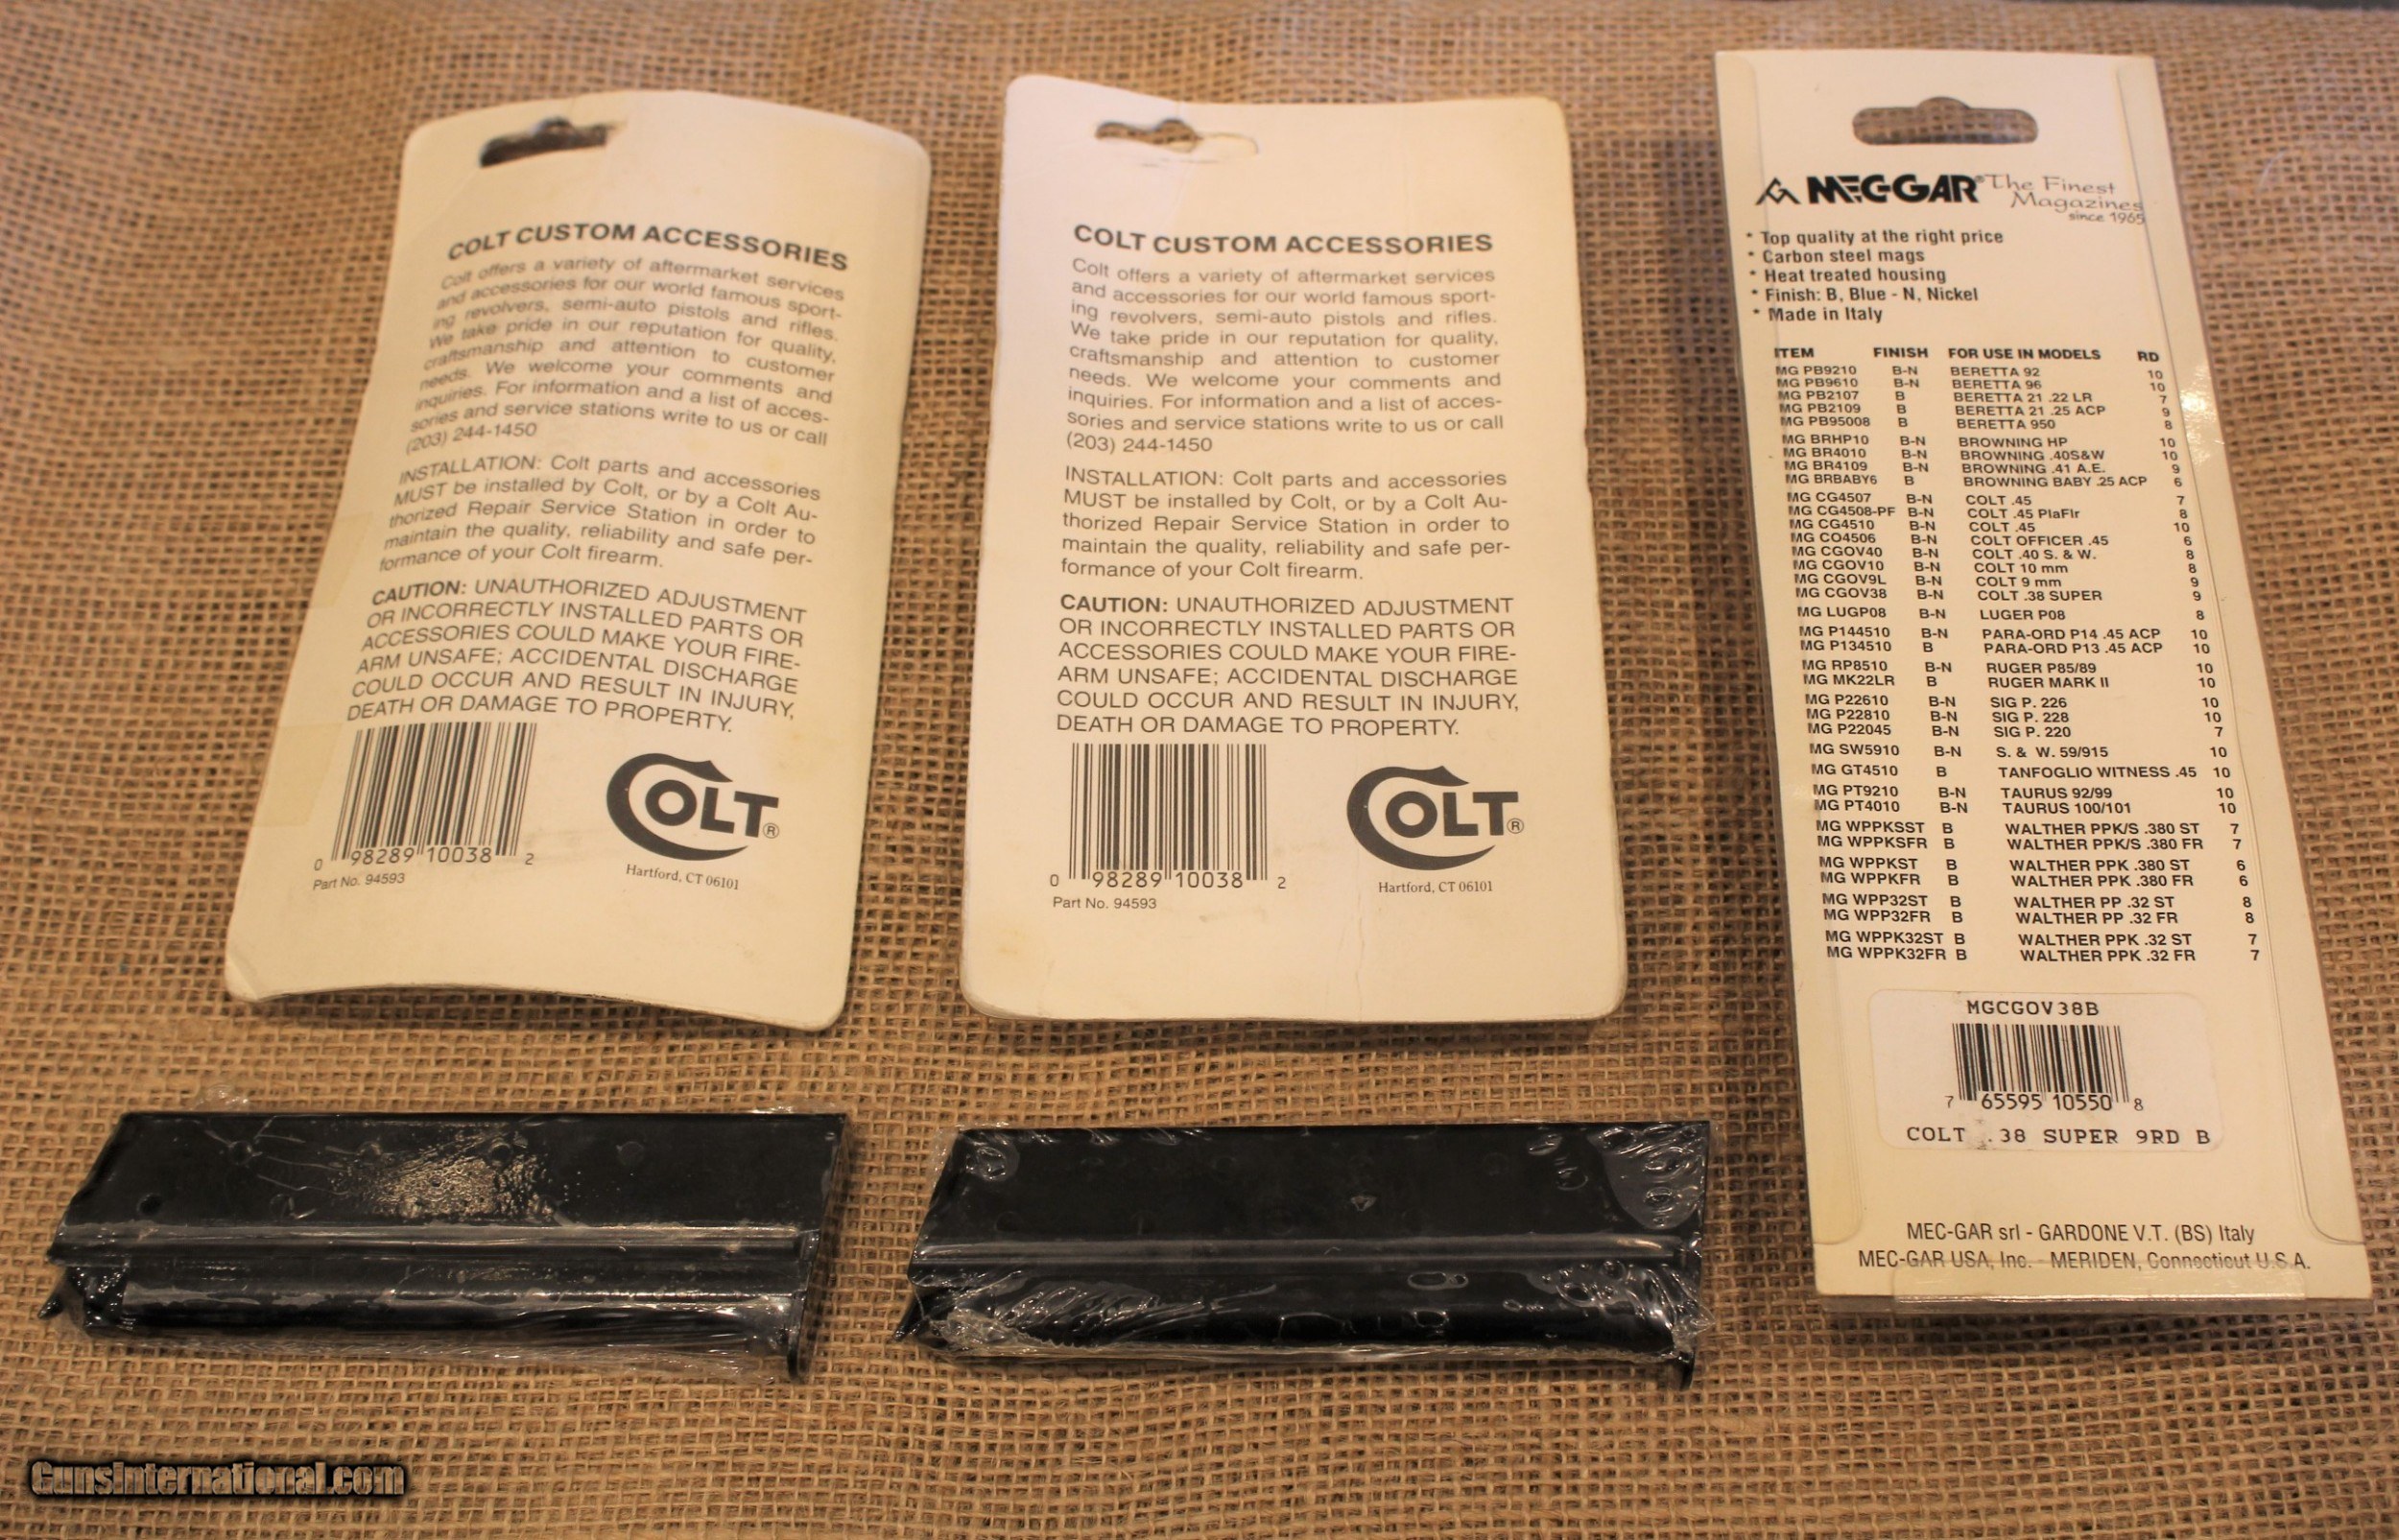 COLT CUSTOM ACCESSORIES
Colt offers a variety of aftermarket services
and accessories for our world famous sport-
ing revolvers, semi-auto pistols and rifles.
We take pride in our reputation for quality,
craftsmanship and attention to customer
needs. We welcome your comments and
inquiries. For information and a list of acces-
sories and service stations write to us or call
(203) 244-1450
INSTALLATION: Colt parts and accessories
MUST be installed by Colt, or by a Colt Au-
thorized Repair Service Station in order to
maintain the quality, reliability and safe per-
formance of your Colt firearm.
CAUTION: UNAUTHORIZED ADJUSTMENT
OR INCORRECTLY INSTALLED PARTS OR
ACCESSORIES COULD MAKE YOUR FIRE-
ARM UNSAFE; ACCIDENTAL DISCHARGE
COULD OCCUR AND RESULT IN INJURY,
DEATH OR DAMAGE TO PROPERTY.
0 98289 10038 2
Part No. 94593
COLT®
Hartford, CT 06101
COLT CUSTOM ACCESSORIES
Colt offers a variety of aftermarket services
and accessories for our world famous sport-
ing revolvers, semi-auto pistols and rifles.
We take pride in our reputation for quality,
craftsmanship and attention to customer
needs. We welcome your comments and
inquiries. For information and a list of acces-
sories and service stations write to us or call
(203) 244-1450
INSTALLATION: Colt parts and accessories
MUST be installed by Colt, or by a Colt Au-
thorized Repair Service Station in order to
maintain the quality, reliability and safe per-
formance of your Colt firearm.
CAUTION: UNAUTHORIZED ADJUSTMENT
OR INCORRECTLY INSTALLED PARTS OR
ACCESSORIES COULD MAKE YOUR FIRE-
ARM UNSAFE; ACCIDENTAL DISCHARGE
COULD OCCUR AND RESULT IN INJURY,
DEATH OR DAMAGE TO PROPERTY.
0 98289 10038 2
Part No. 94593
COLT®
Hartford, CT 06101
MEC-GAR® The Finest
Magazines
since 1965
* Top quality at the right price
* Carbon steel mags
* Heat treated housing
* Finish: B, Blue - N, Nickel
* Made in Italy
ITEM FINISH FOR USE IN MODELS RD
MG PB9210 B-N BERETTA 92 10
MG PB9610 B-N BERETTA 96 10
MG PB2107 B BERETTA 21 .22 LR 7
MG PB2109 B BERETTA 21 .25 ACP 9
MG PB95008 B BERETTA 950 8
MG BRHP10 B-N BROWNING HP 10
MG BR4010 B-N BROWNING .40S&W 10
MG BR4109 B-N BROWNING .41 A.E. 9
MG BRBABY6 B BROWNING BABY .25 ACP 6
MG CG4507 B-N COLT .45 7
MG CG4508-PF B-N COLT .45 PlaFlr 8
MG CG4510 B-N COLT .45 10
MG CO4506 B-N COLT OFFICER .45 6
MG CGOV40 B-N COLT .40 S. & W. 8
MG CGOV10 B-N COLT 10 mm 8
MG CGOV9L B-N COLT 9 mm 9
MG CGOV38 B-N COLT .38 SUPER 9
MG LUGP08 B-N LUGER P08 8
MG P144510 B-N PARA-ORD P14 .45 ACP 10
MG P134510 B PARA-ORD P13 .45 ACP 10
MG RP8510 B-N RUGER P85/89 10
MG MK22LR B RUGER MARK II 10
MG P22610 B-N SIG P. 226 10
MG P22810 B-N SIG P. 228 10
MG P22045 B-N SIG P. 220 7
MG SW5910 B-N S. & W. 59/915 10
MG GT4510 B TANFOGLIO WITNESS .45 10
MG PT9210 B-N TAURUS 92/99 10
MG PT4010 B-N TAURUS 100/101 10
MG WPPKSST B WALTHER PPK/S .380 ST 7
MG WPPKSFR B WALTHER PPK/S .380 FR 7
MG WPPKST B WALTHER PPK .380 ST 6
MG WPPKFR B WALTHER PPK .380 FR 6
MG WPP32ST B WALTHER PP .32 ST 8
MG WPP32FR B WALTHER PP .32 FR 8
MG WPPK32ST B WALTHER PPK .32 ST 7
MG WPPK32FR B WALTHER PPK .32 FR 7
MGCGOV38B
7 65595 10550 8
COLT .38 SUPER 9RD B
MEC-GAR srl - GARDONE V.T. (BS) Italy
MEC-GAR USA, Inc. - MERIDEN, Connecticut U.S.A.
GunsInternational.com